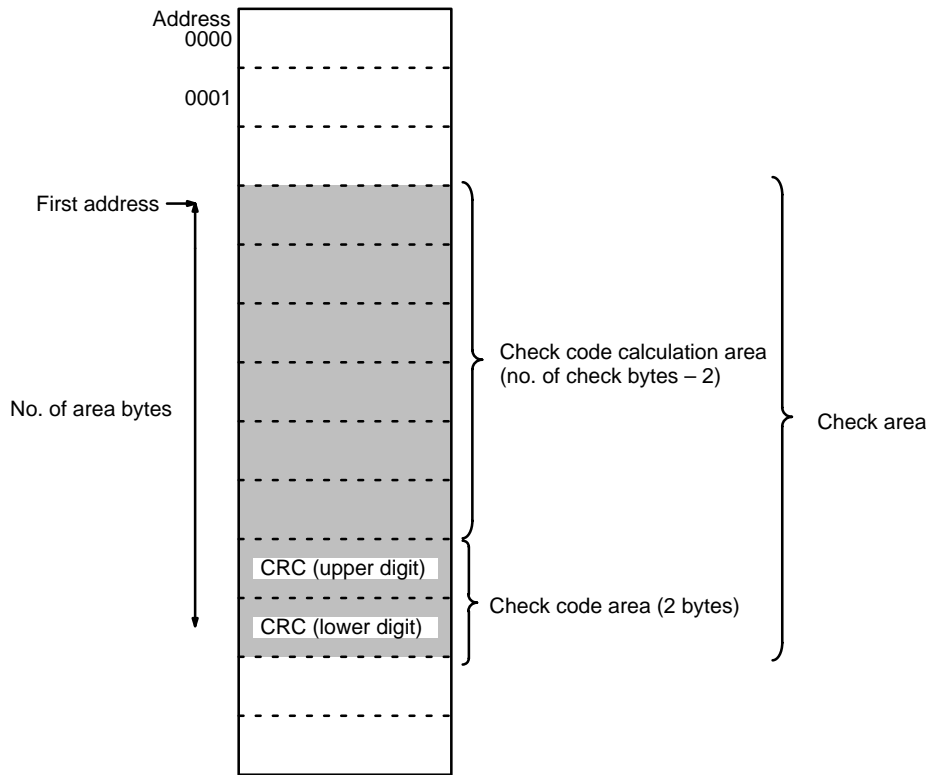 Address
0000
0001
First address
Check code calculation area
(no. of check bytes – 2)
No. of area bytes
Check area
CRC (upper digit)
Check code area (2 bytes)
CRC (lower digit)